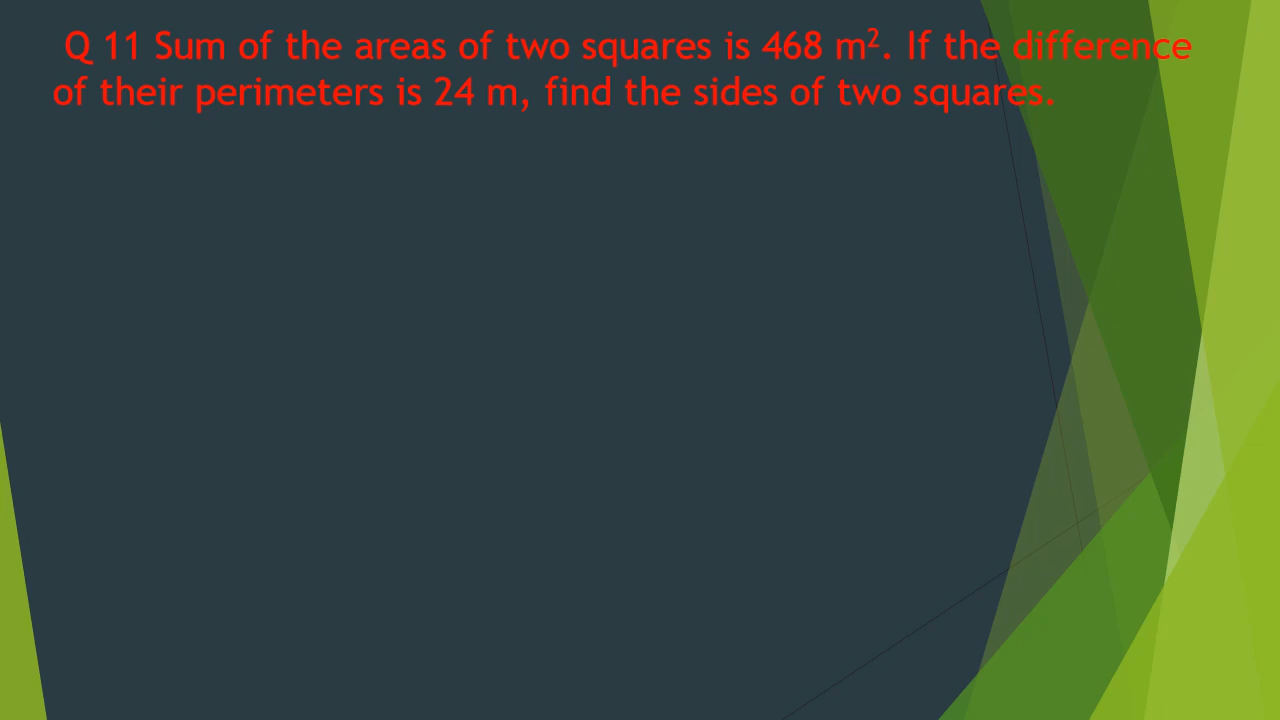 Q 11 Sum of the areas of two squares is 468 m². If the difference
of their perimeters is 24 m, find the sides of two squares.